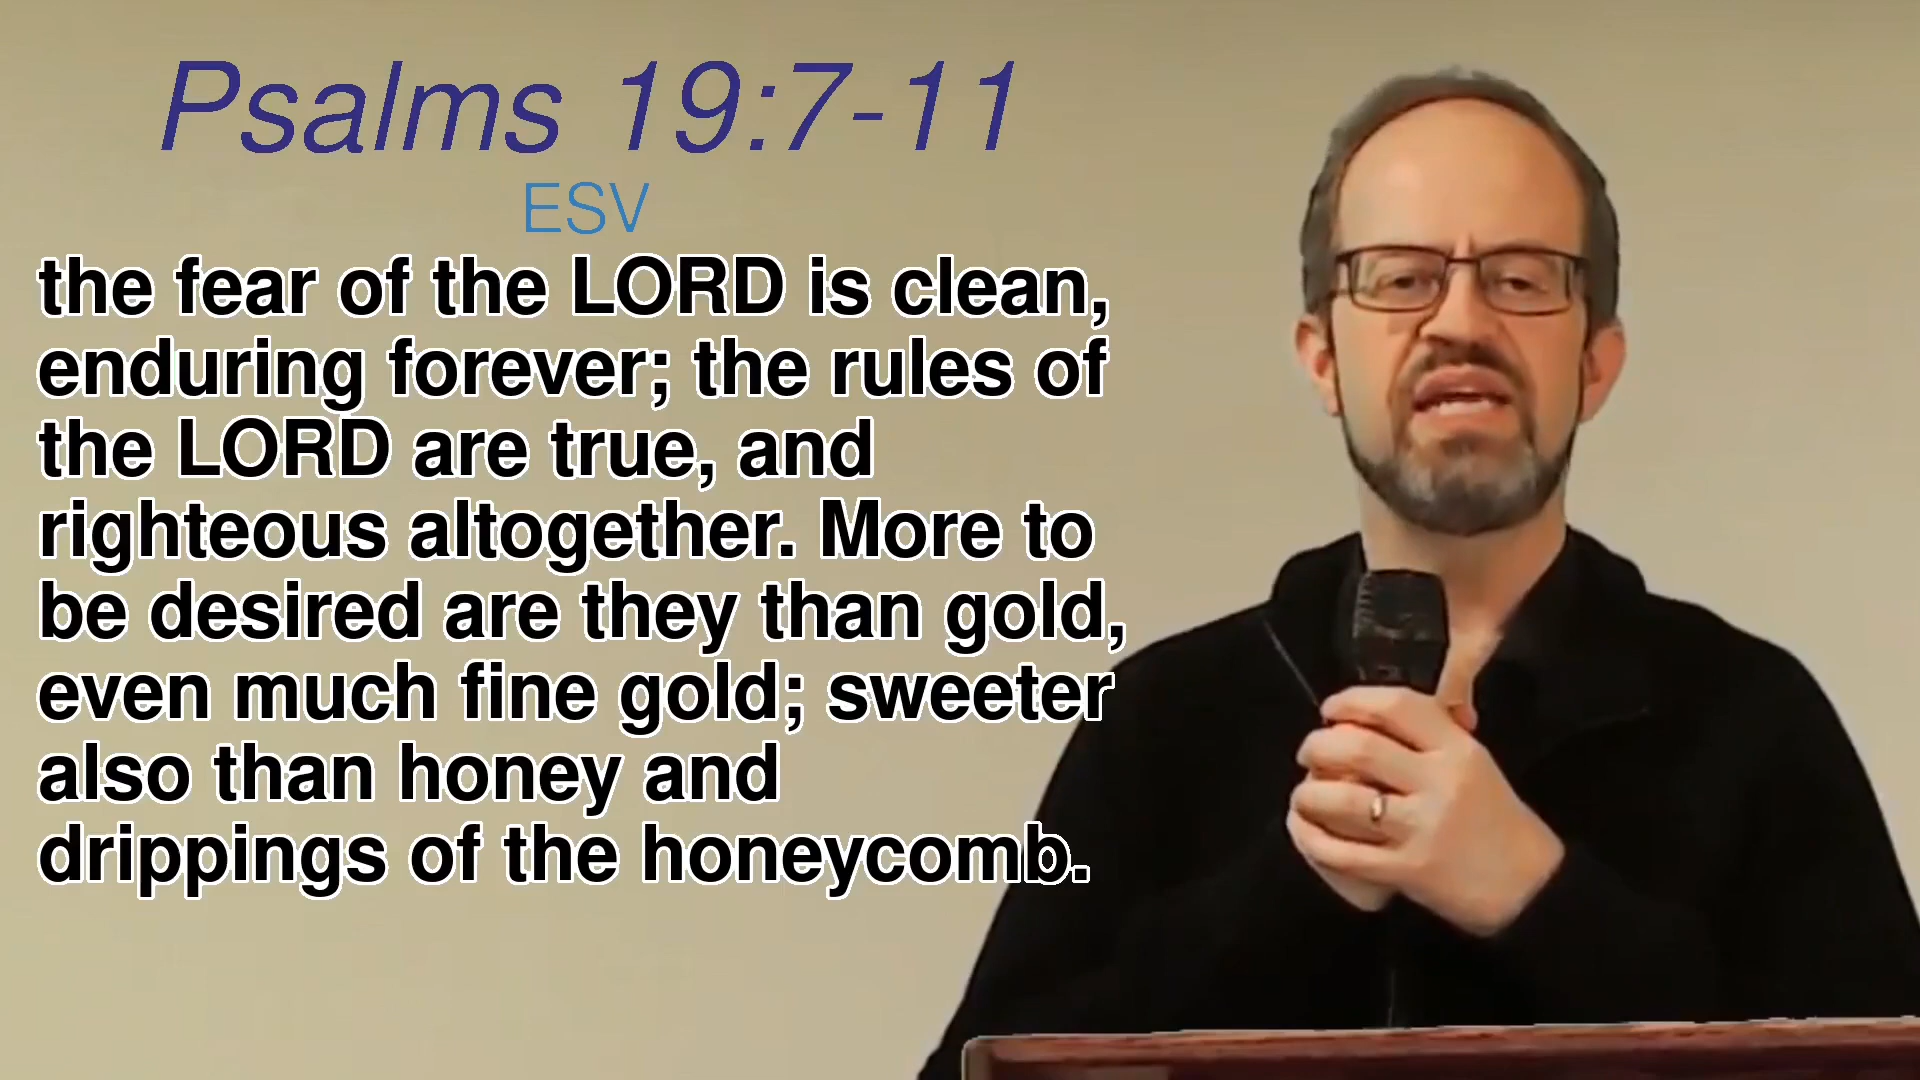 Psalms 19:7-11
ESV
the fear of the LORD is clean,
enduring forever; the rules of
the LORD are true, and
righteous altogether. More to
be desired are they than gold,
even much fine gold; sweeter
also than honey and
drippings of the honeycomb.